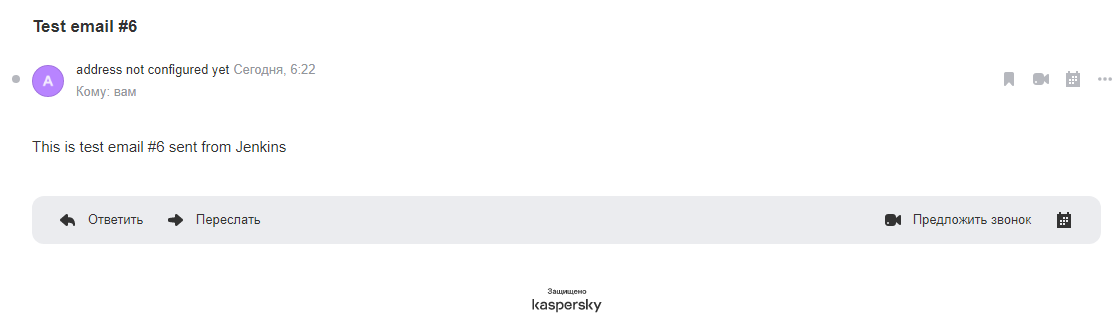 Test email #6
A
address not configured yet Сегодня, 6:22
Кому: вам
This is test email #6 sent from Jenkins
Ответить Переслать Предложить звонок
Защищено
kaspersky